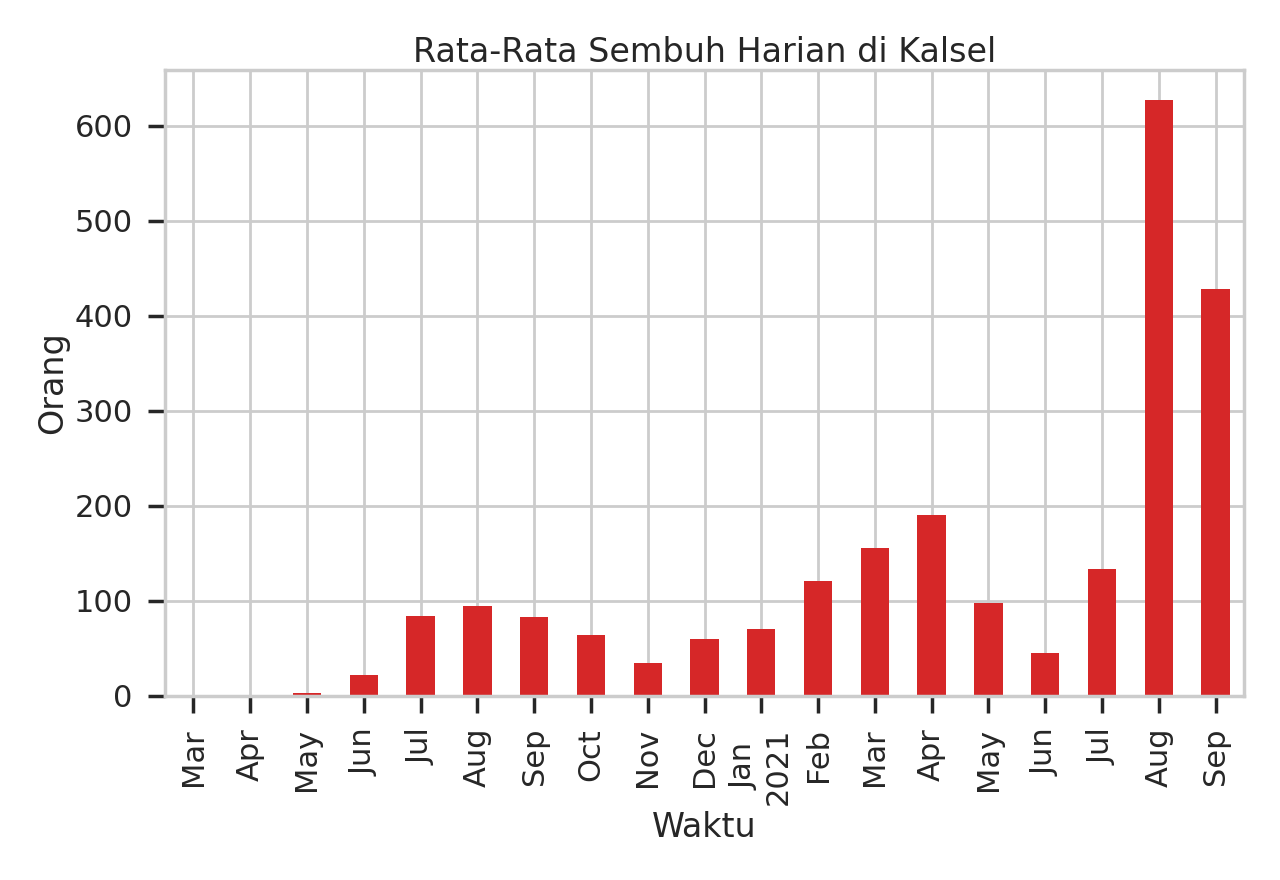 Rata-Rata Sembuh Harian di Kalsel
Orang
600
500
400
300
200
100
0
Mar
Apr
May
Jun
Jul
Aug
Sep
Oct
Nov
Dec
Jan
2021
Feb
Mar
Apr
May
Jun
Jul
Aug
Sep
Waktu